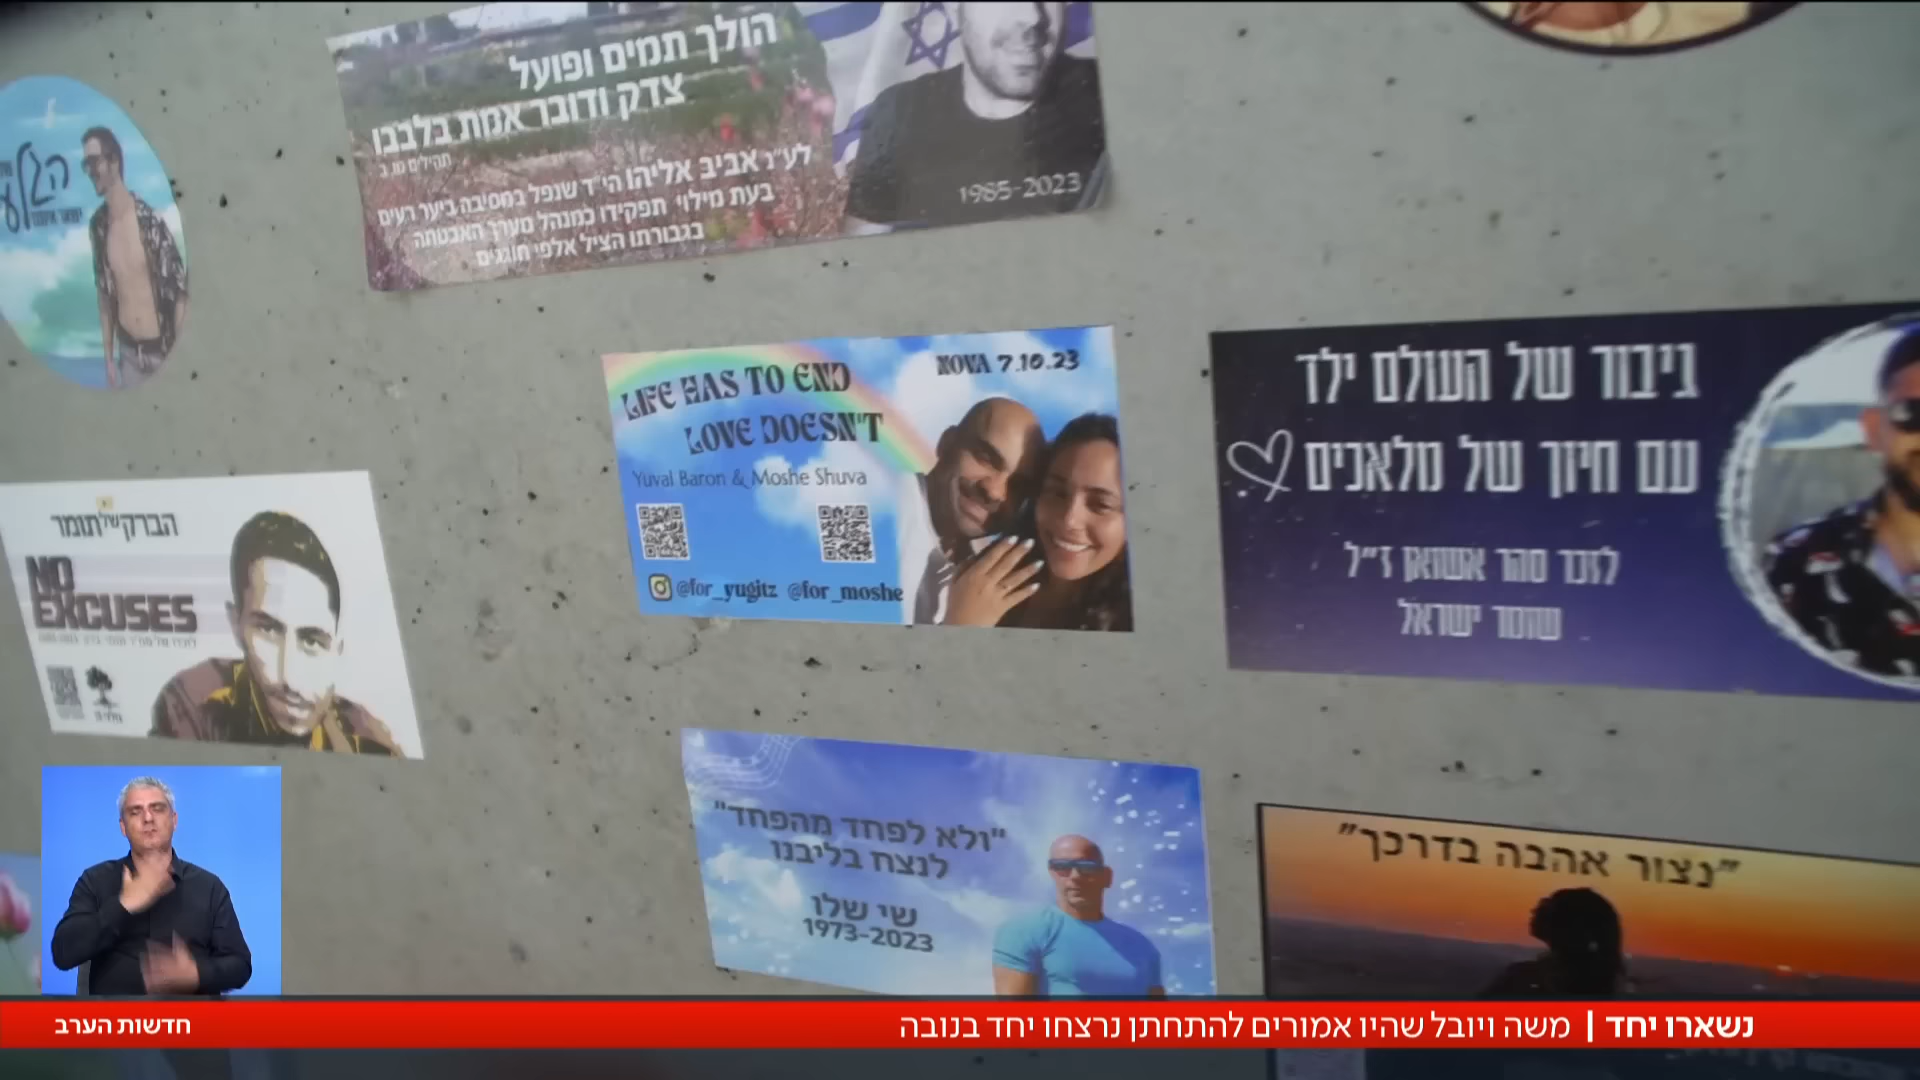 הולך תמים ופועל
צדק ודובר אמת בלבבו
תהילים טו, ב
לע"נ אביב אליהו הי"ד שנפל במסיבה ביער רעים
בעת מילוי תפקידו כמנהל מערך האבטחה
בגבורתו הציל אלפי חוגגים
1985-2023
NOVA 7.10.23
LIFE HAS TO END
LOVE DOESN'T
Yuval Baron & Moshe Shuva
@for_yugitz @for_moshe
גיבור של העולם ילד
עם חיוך של מלאכים
לזכר סהר אשואן ז"ל
שומר ישראל
הברק של תומר
NO
EXCUSES
"ולא לפחד מהפחד"
לנצח בליבנו
שי שלו
1973-2023
"נצור אהבה בדרכך"
נשארו יחד | משה ויובל שהיו אמורים להתחתן נרצחו יחד בנובה
חדשות הערב